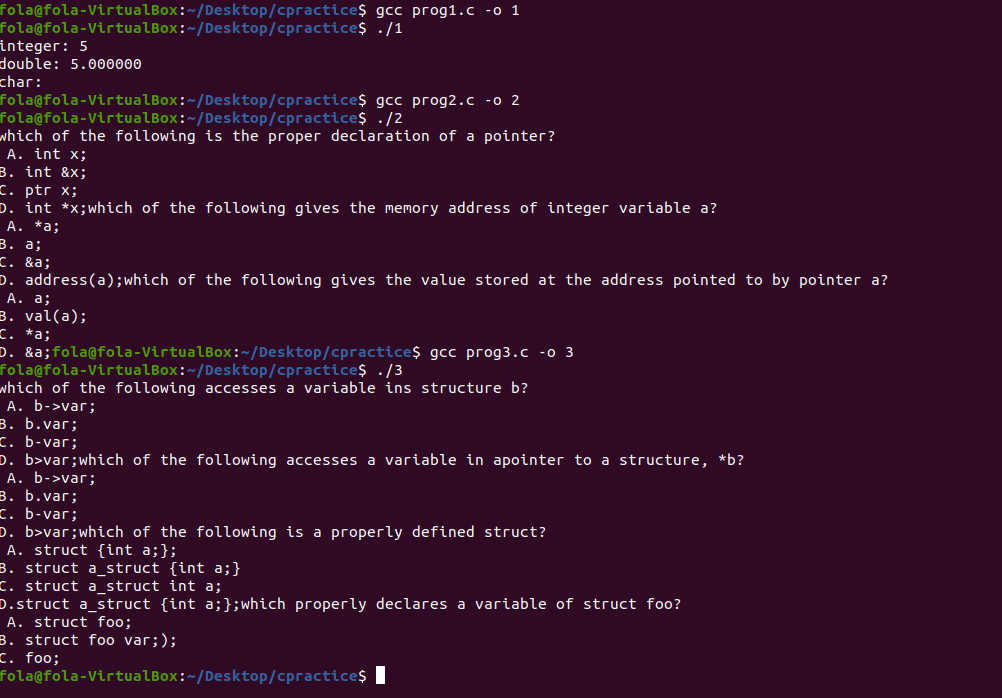 fola@fola-VirtualBox:~/Desktop/cpractice$ gcc prog1.c -o 1
fola@fola-VirtualBox:~/Desktop/cpractice$ ./1
integer: 5
double: 5.000000
char:
fola@fola-VirtualBox:~/Desktop/cpractice$ gcc prog2.c -o 2
fola@fola-VirtualBox:~/Desktop/cpractice$ ./2
which of the following is the proper declaration of a pointer?
 A. int x;
B. int &x;
C. ptr x;
D. int *x;which of the following gives the memory address of integer variable a?
 A. *a;
B. a;
C. &a;
D. address(a);which of the following gives the value stored at the address pointed to by pointer a?
 A. a;
B. val(a);
C. *a;
D. &a;fola@fola-VirtualBox:~/Desktop/cpractice$ gcc prog3.c -o 3
fola@fola-VirtualBox:~/Desktop/cpractice$ ./3
which of the following accesses a variable ins structure b?
 A. b->var;
B. b.var;
C. b-var;
D. b>var;which of the following accesses a variable in apointer to a structure, *b?
 A. b->var;
B. b.var;
C. b-var;
D. b>var;which of the following is a properly defined struct?
 A. struct {int a;};
B. struct a_struct {int a;}
C. struct a_struct int a;
D.struct a_struct {int a;};which properly declares a variable of struct foo?
 A. struct foo;
B. struct foo var;);
C. foo;
fola@fola-VirtualBox:~/Desktop/cpractice$